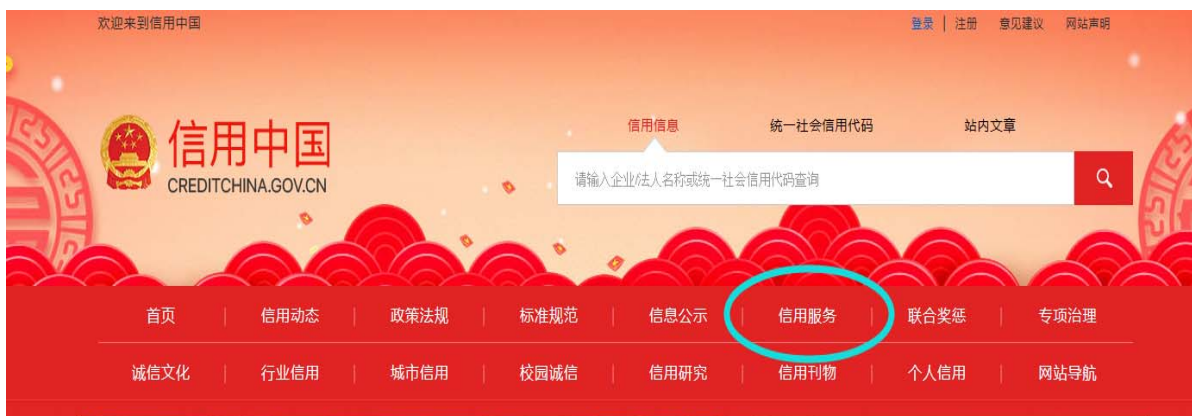 欢迎来到信用中国
登录 | 注册 意见建议 网站声明
信用信息 统一社会信用代码 站内文章
信用中国
CREDITCHINA.GOV.CN
请输入企业/法人名称或统一社会信用代码查询
首页 | 信用动态 | 政策法规 | 标准规范 | 信息公示 | 信用服务 | 联合奖惩 | 专项治理
诚信文化 | 行业信用 | 城市信用 | 校园诚信 | 信用研究 | 信用刊物 | 个人信用 | 网站导航